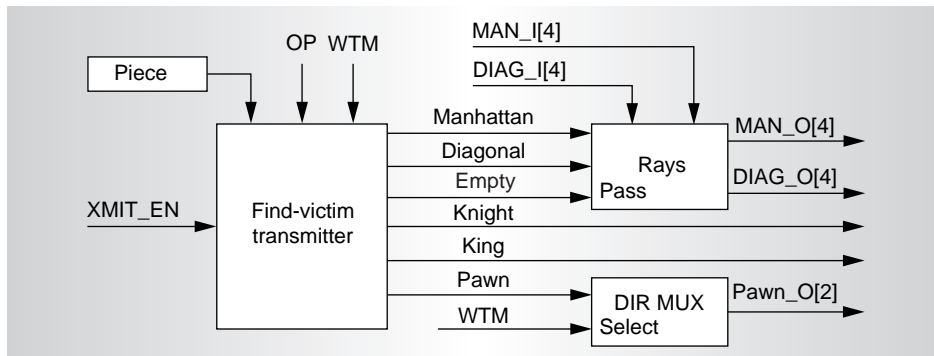 MAN_I[4]
OP WTM
DIAG_I[4]
Piece
Manhattan
MAN_O[4]
Diagonal
Rays
Pass
Empty
DIAG_O[4]
XMIT_EN
Find-victim
transmitter
Knight
King
Pawn
DIR MUX
Select
Pawn_O[2]
WTM